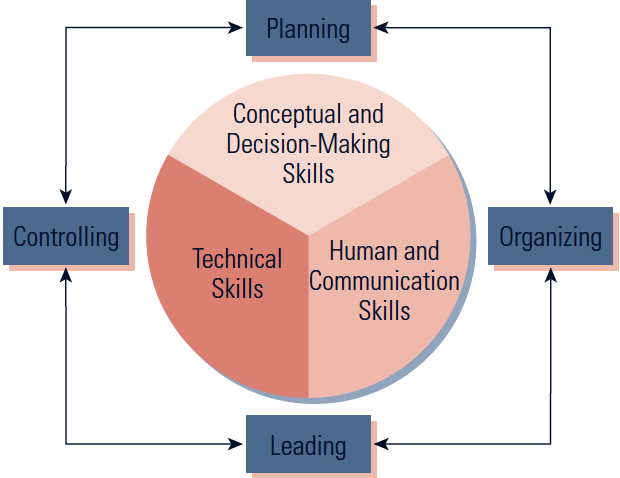 Planning
Conceptual and
Decision-Making
Skills
Controlling
Organizing
Technical
Skills
Human and
Communication
Skills
Leading